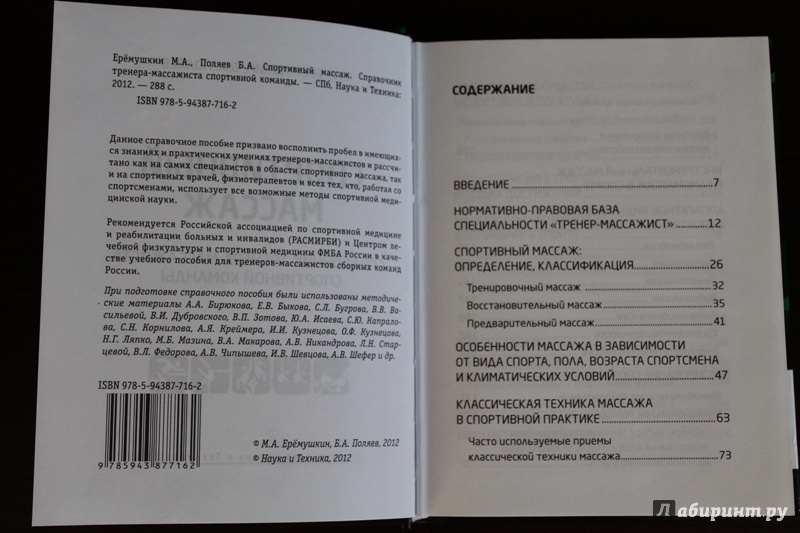 Ерёмушкин М.А., Поляев Б.А. Спортивный массаж. Справочник
тренера-массажиста спортивной команды. — СПб, Наука и Техника:
2012. — 288 с.
ISBN 978-5-94387-716-2
Данное справочное пособие призвано восполнить пробел в имеющих-
ся знаниях и практических умениях тренеров-массажистов и рассчи-
тано как на самих специалистов в области спортивного массажа, так
и на спортивных врачей, физиотерапевтов и всех тех, кто, работая со
спортсменами, использует все возможные методы спортивной меди-
цинской науки.
Рекомендуется Российской ассоциацией по спортивной медицине
и реабилитации больных и инвалидов (РАСМИРБИ) и Центром ле-
чебной физкультуры и спортивной медицины ФМБА России в каче-
стве учебного пособия для тренеров-массажистов сборных команд
России.
При подготовке справочного пособия были использованы методиче-
ские материалы А.А. Бирюкова, Е.В. Быкова, С.Л. Бугрова, В.В. Ва-
сильевой, В.И. Дубровского, В.П. Зотова, Ю.А. Исаева, С.Ю. Капрало-
ва, С.Н. Корнилова, А.Я. Креймера, И.И. Кузнецова, О.Ф. Кузнецова,
Н.Г. Ляпко, М.Б. Мазина, В.А. Макарова, А.В. Никандрова, Л.Н. Стар-
цевой, В.Л. Федорова, А.В. Чипышева, И.В. Шевцова, А.В. Шефер и др.
ISBN 978-5-94387-716-2
9 785943 877162
© М.А. Ерёмушкин, Б.А. Поляев, 2012
© Наука и Техника, 2012
СОДЕРЖАНИЕ
ВВЕДЕНИЕ 7
НОРМАТИВНО-ПРАВОВАЯ БАЗА
СПЕЦИАЛЬНОСТИ «ТРЕНЕР-МАССАЖИСТ» 12
СПОРТИВНЫЙ МАССАЖ:
ОПРЕДЕЛЕНИЕ, КЛАССИФИКАЦИЯ 26
Тренировочный массаж 32
Восстановительный массаж 35
Предварительный массаж 41
ОСОБЕННОСТИ МАССАЖА В ЗАВИСИМОСТИ
ОТ ВИДА СПОРТА, ПОЛА, ВОЗРАСТА СПОРТСМЕНА
И КЛИМАТИЧЕСКИХ УСЛОВИЙ 47
КЛАССИЧЕСКАЯ ТЕХНИКА МАССАЖА
В СПОРТИВНОЙ ПРАКТИКЕ 63
Часто используемые приемы
классической техники массажа 73
Лабиринт.ру